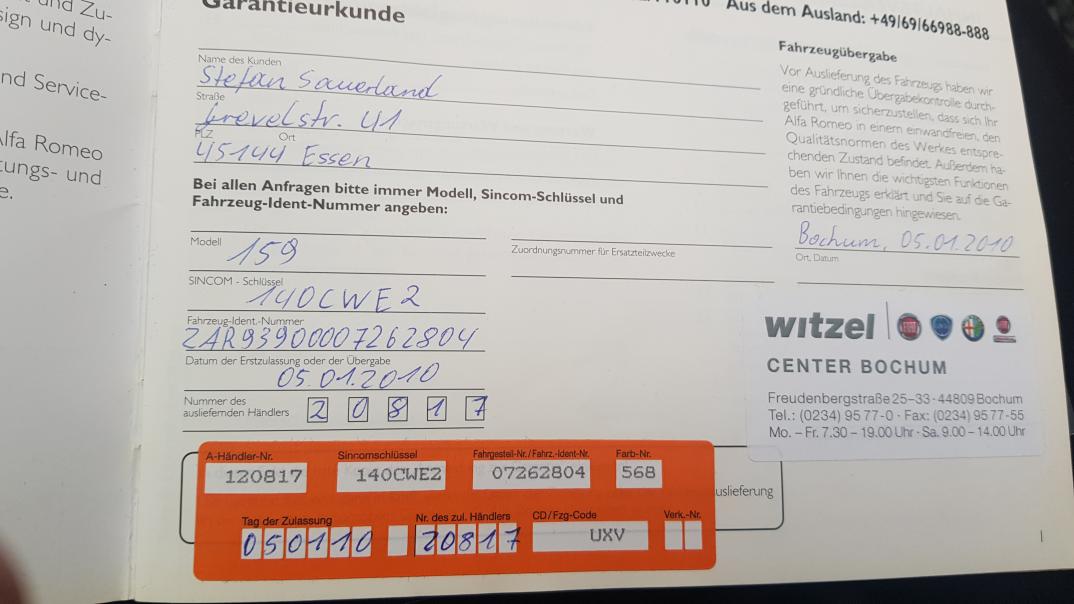 und Zu-
sign und dy-
nd Service-
Alfa Romeo
tungs- und
e.
Garantieurkunde
Aus dem Ausland: +49/69/66988-888
Name des Kunden
Stefan Sauerland
Straße
Grevelstr. 41
PLZ Ort
45144 Essen
Bei allen Anfragen bitte immer Modell, Sincom-Schlüssel und
Fahrzeug-Ident-Nummer angeben:
Modell
159
Zuordnungsnummer für Ersatzteilzwecke
SINCOM - Schlüssel
140CWE2
Fahrzeug-Ident.-Nummer
ZAR93900007262804
Datum der Erstzulassung oder der Übergabe
05.01.2010
Nummer des
ausliefernden Händlers
2 0 8 1 7
Fahrzeugübergabe
Vor Auslieferung des Fahrzeugs haben wir
eine gründliche Übergabekontrolle durch-
geführt, um sicherzustellen, dass sich Ihr
Alfa Romeo in einem einwandfreien, den
Qualitätsnormen des Werkes entspre-
chenden Zustand befindet. Außerdem ha-
ben wir Ihnen die wichtigsten Funktionen
des Fahrzeugs erklärt und Sie auf die Ga-
rantiebedingungen hingewiesen.
Bochum, 05.01.2010
Ort, Datum
witzel
CENTER BOCHUM
Freudenbergstraße 25–33 · 44809 Bochum
Tel.: (0234) 95 77-0 · Fax: (0234) 95 77-55
Mo. – Fr. 7.30 – 19.00 Uhr · Sa. 9.00 – 14.00 Uhr
A-Händler-Nr. Sincomschlüssel Fahrgestell-Nr./Fahrz.-Ident-Nr. Farb-Nr.
120817 140CWE2 07262804 568
uslieferung
Tag der Zulassung Nr. des zul. Händlers CD/Fzg-Code Verk.-Nr.
050110 20817 UXV
1